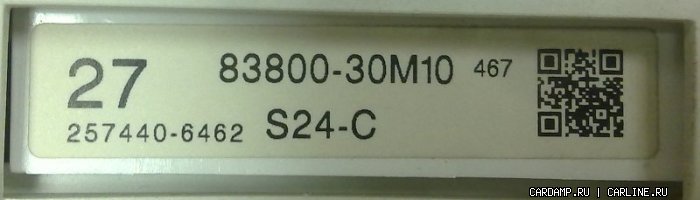 27 83800-30M10 467
257440-6462 S24-C
CARDAMP.RU | CARLINE.RU